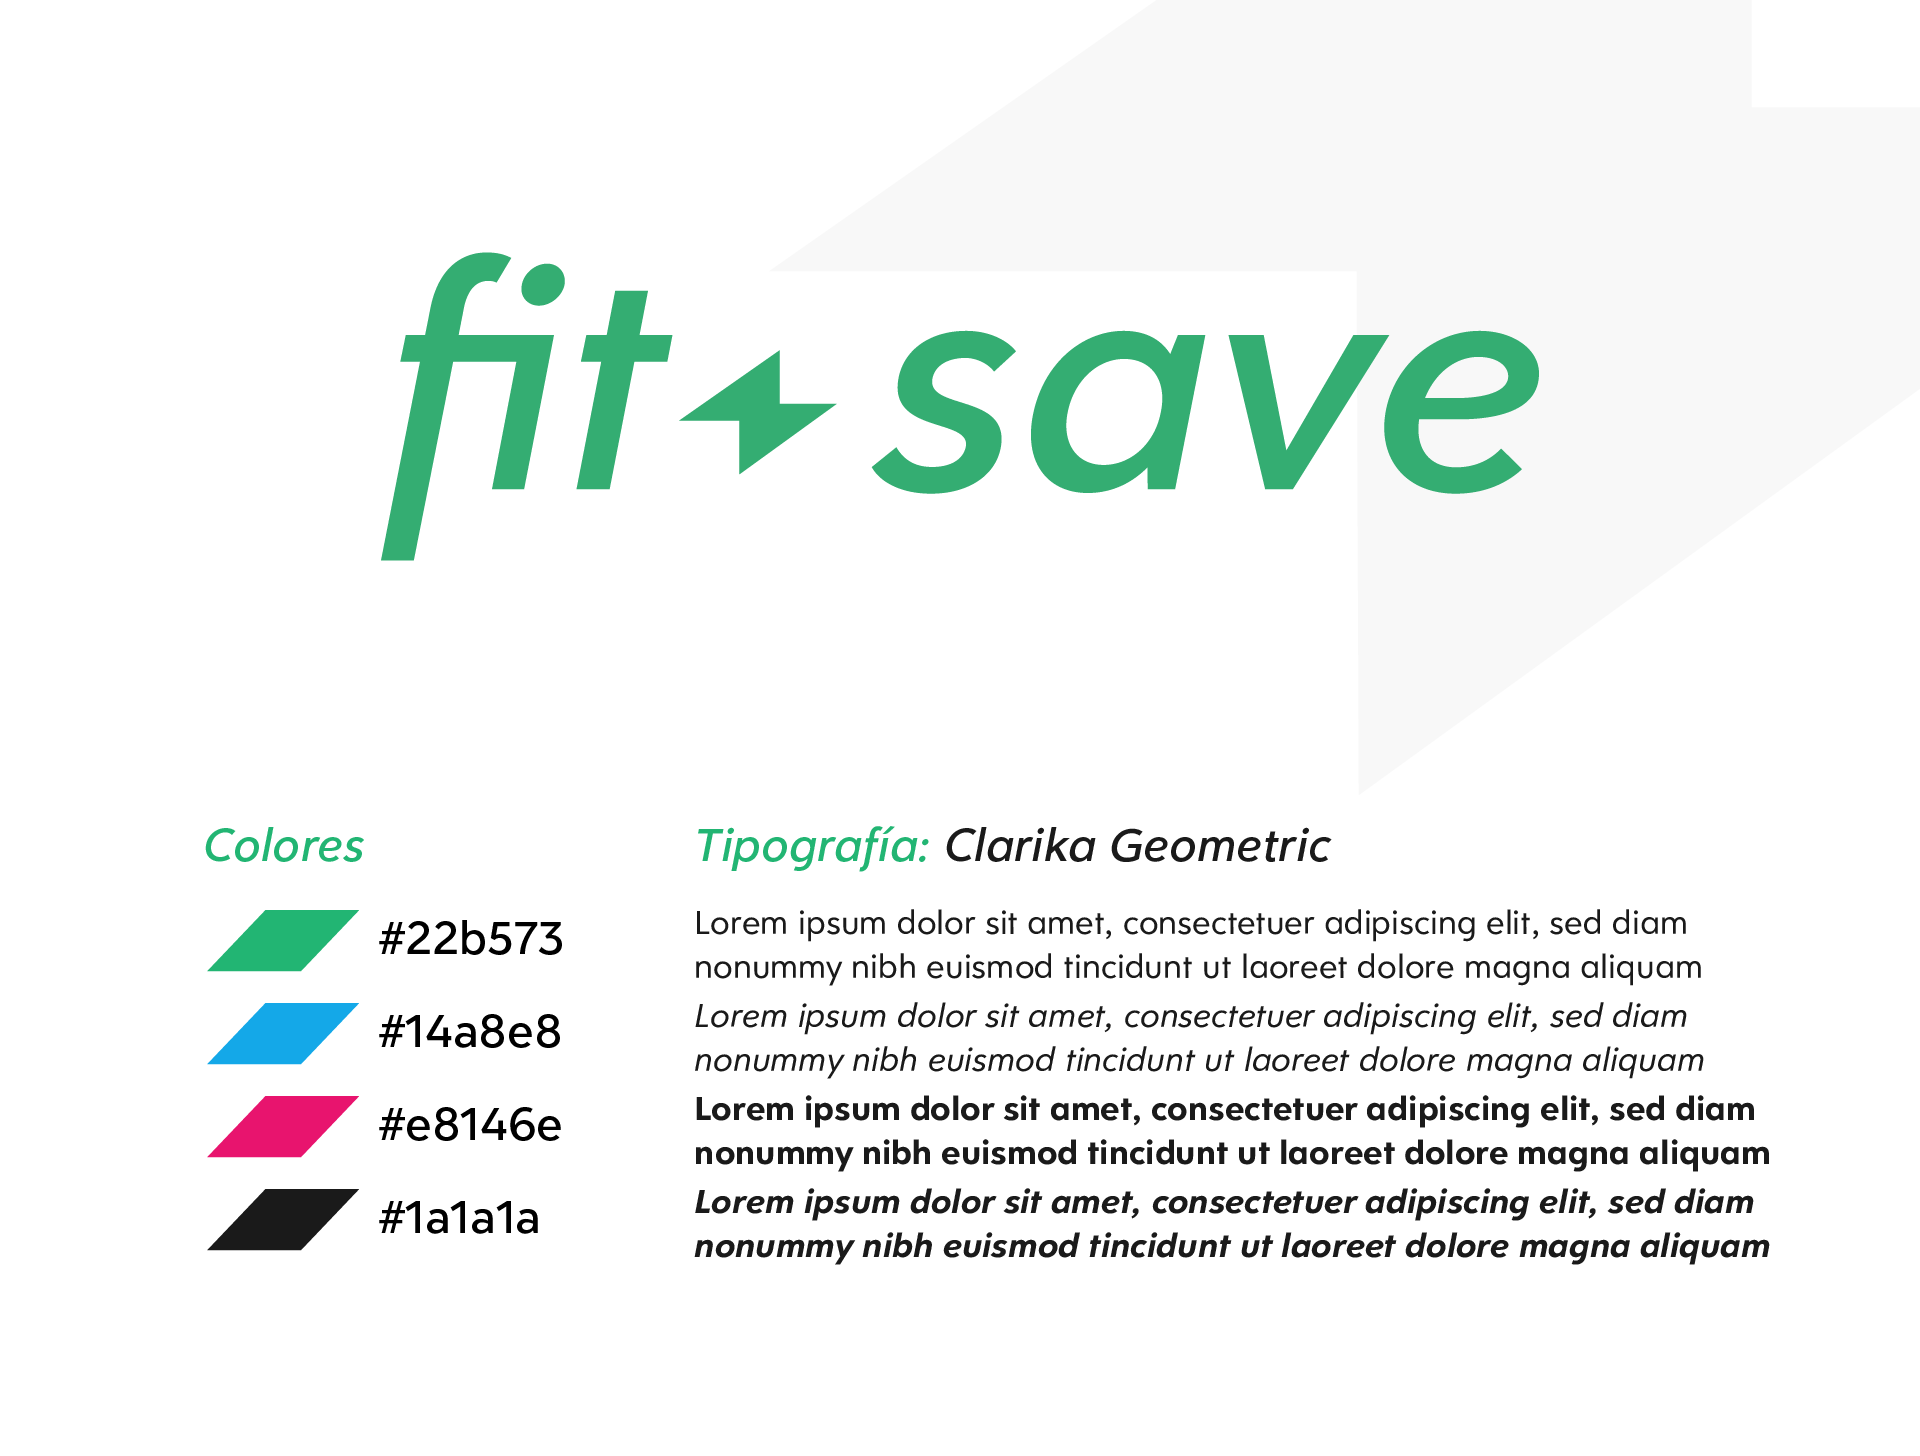 fit save
Colores
#22b573
#14a8e8
#e8146e
#1a1a1a
Tipografía: Clarika Geometric
Lorem ipsum dolor sit amet, consectetuer adipiscing elit, sed diam
nonummy nibh euismod tincidunt ut laoreet dolore magna aliquam
Lorem ipsum dolor sit amet, consectetuer adipiscing elit, sed diam
nonummy nibh euismod tincidunt ut laoreet dolore magna aliquam
Lorem ipsum dolor sit amet, consectetuer adipiscing elit, sed diam
nonummy nibh euismod tincidunt ut laoreet dolore magna aliquam
Lorem ipsum dolor sit amet, consectetuer adipiscing elit, sed diam
nonummy nibh euismod tincidunt ut laoreet dolore magna aliquam